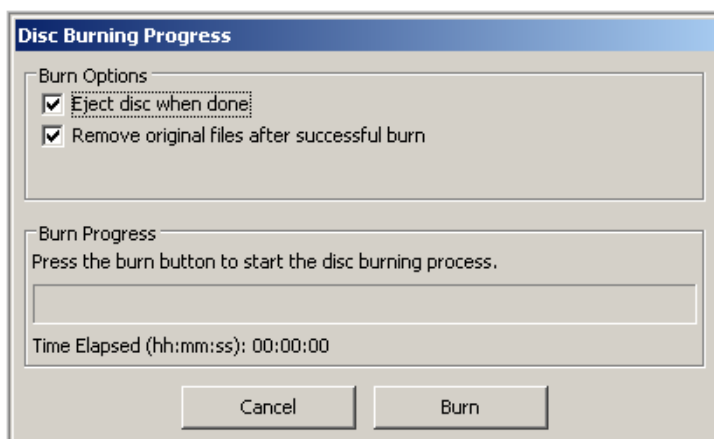 Disc Burning Progress
Burn Options
Eject disc when done
Remove original files after successful burn
Burn Progress
Press the burn button to start the disc burning process.
Time Elapsed (hh:mm:ss): 00:00:00
Cancel
Burn